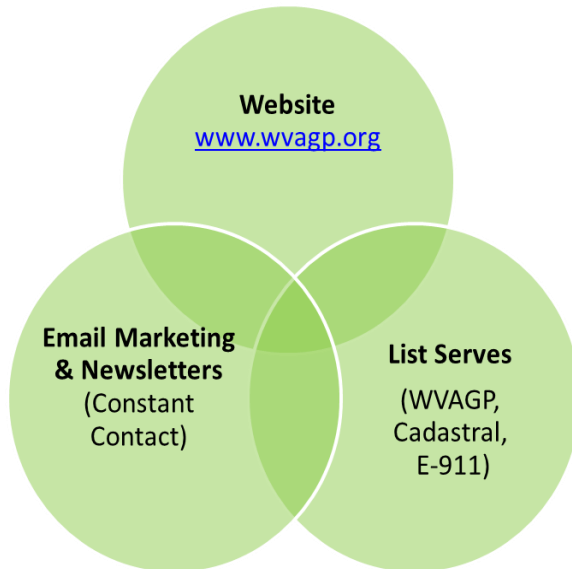 Website
www.wvagp.org
Email Marketing
& Newsletters
(Constant
Contact)
List Serves
(WVAGP,
Cadastral,
E-911)